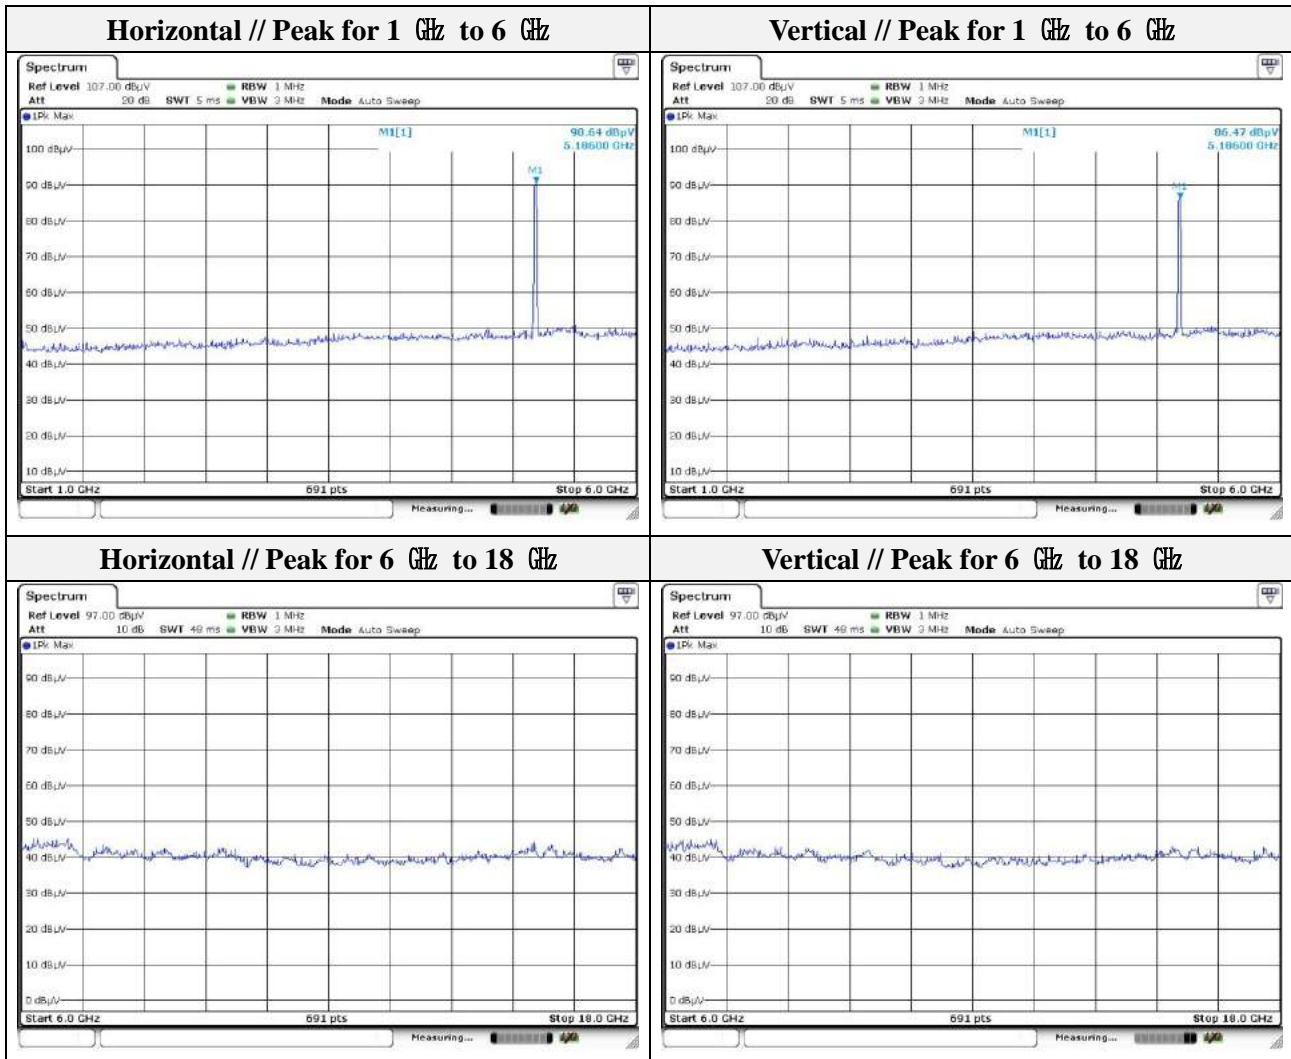 Horizontal // Peak for 1 ㎓ to 6 ㎓
Vertical // Peak for 1 ㎓ to 6 ㎓
Spectrum
Ref Level 107.00 dBµV RBW 1 MHz
Att 20 dB SWT 5 ms VBW 3 MHz Mode Auto Sweep
1Pk Max
M1[1] 90.64 dBµV
5.18600 GHz
M1
100 dBµV
90 dBµV
80 dBµV
70 dBµV
60 dBµV
50 dBµV
40 dBµV
30 dBµV
20 dBµV
10 dBµV
Start 1.0 GHz 691 pts Stop 6.0 GHz
Measuring...
Spectrum
Ref Level 107.00 dBµV RBW 1 MHz
Att 20 dB SWT 5 ms VBW 3 MHz Mode Auto Sweep
1Pk Max
M1[1] 86.47 dBµV
5.18600 GHz
M1
100 dBµV
90 dBµV
80 dBµV
70 dBµV
60 dBµV
50 dBµV
40 dBµV
30 dBµV
20 dBµV
10 dBµV
Start 1.0 GHz 691 pts Stop 6.0 GHz
Measuring...
Horizontal // Peak for 6 ㎓ to 18 ㎓
Vertical // Peak for 6 ㎓ to 18 ㎓
Spectrum
Ref Level 97.00 dBµV RBW 1 MHz
Att 10 dB SWT 48 ms VBW 3 MHz Mode Auto Sweep
1Pk Max
90 dBµV
80 dBµV
70 dBµV
60 dBµV
50 dBµV
40 dBµV
30 dBµV
20 dBµV
10 dBµV
0 dBµV
Start 6.0 GHz 691 pts Stop 18.0 GHz
Measuring...
Spectrum
Ref Level 97.00 dBµV RBW 1 MHz
Att 10 dB SWT 48 ms VBW 3 MHz Mode Auto Sweep
1Pk Max
90 dBµV
80 dBµV
70 dBµV
60 dBµV
50 dBµV
40 dBµV
30 dBµV
20 dBµV
10 dBµV
0 dBµV
Start 6.0 GHz 691 pts Stop 18.0 GHz
Measuring...